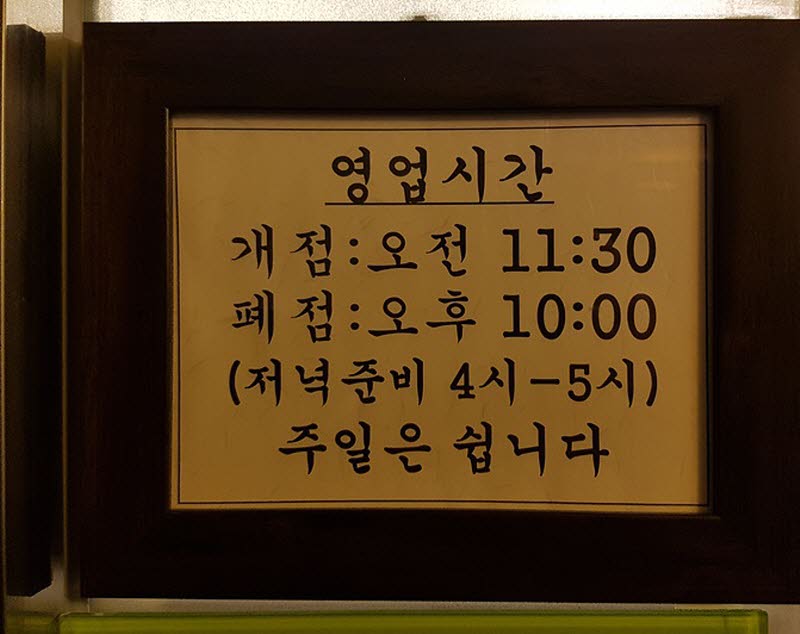 영업시간
개점:오전 11:30
폐점:오후 10:00
(저녁준비 4시-5시)
주일은 쉽니다